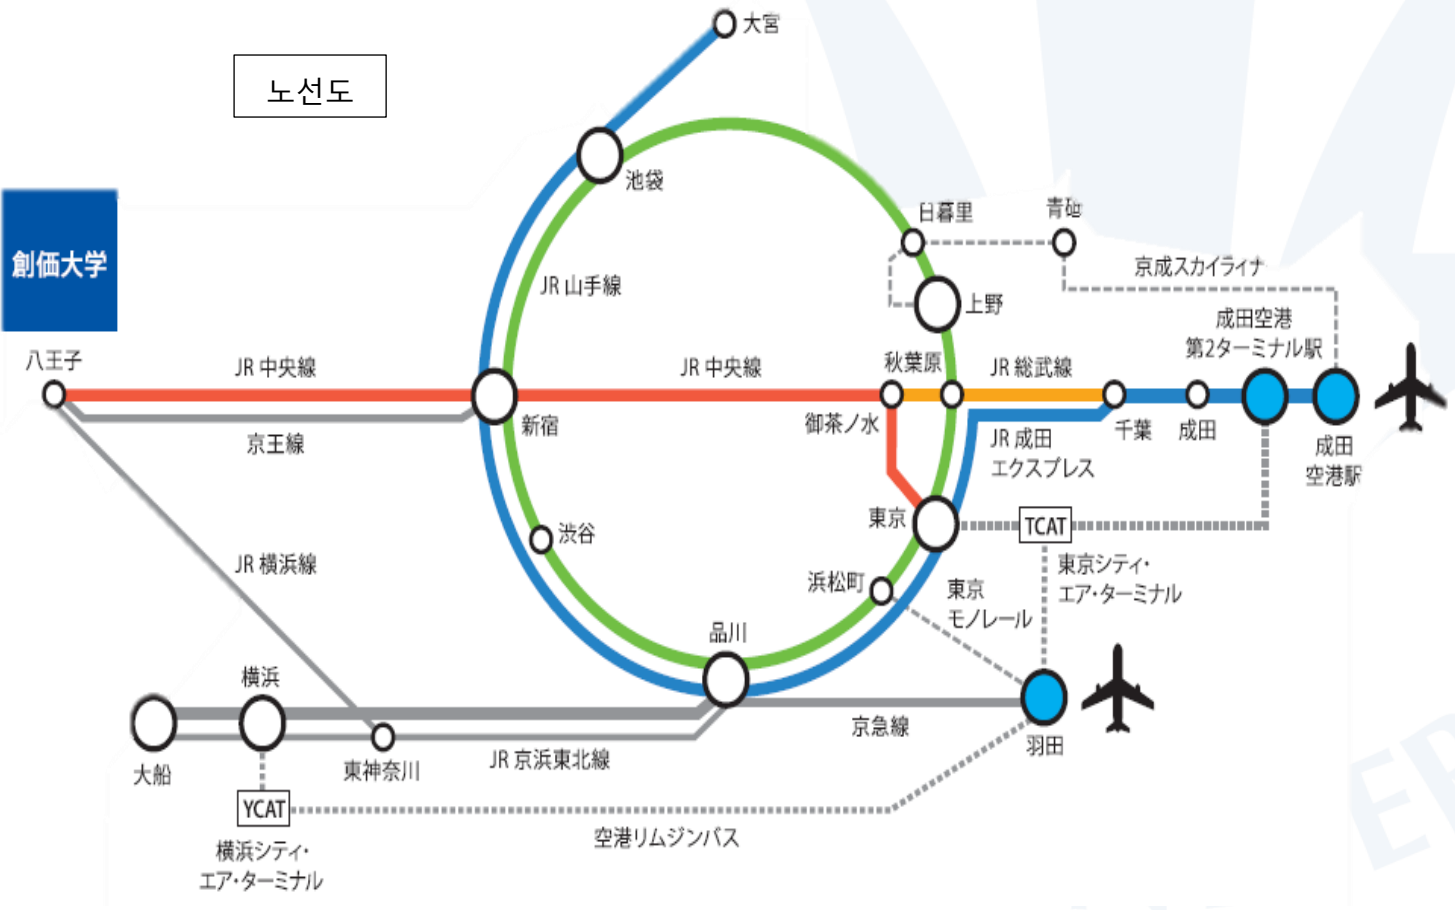 大宮
노선도
池袋
日暮里
青砥
創価大学
京成スカイライナー
JR 山手線
上野
成田空港
第2ターミナル駅
八王子
JR 中央線
JR 中央線
秋葉原
JR 総武線
新宿
御茶ノ水
千葉
成田
京王線
JR 成田
エクスプレス
成田
空港駅
東京
TCAT
渋谷
JR 横浜線
東京シティ・
エア・ターミナル
浜松町
東京
モノレール
品川
横浜
京急線
羽田
大船
東神奈川
JR 京浜東北線
YCAT
空港リムジンバス
横浜シティ・
エア・ターミナル